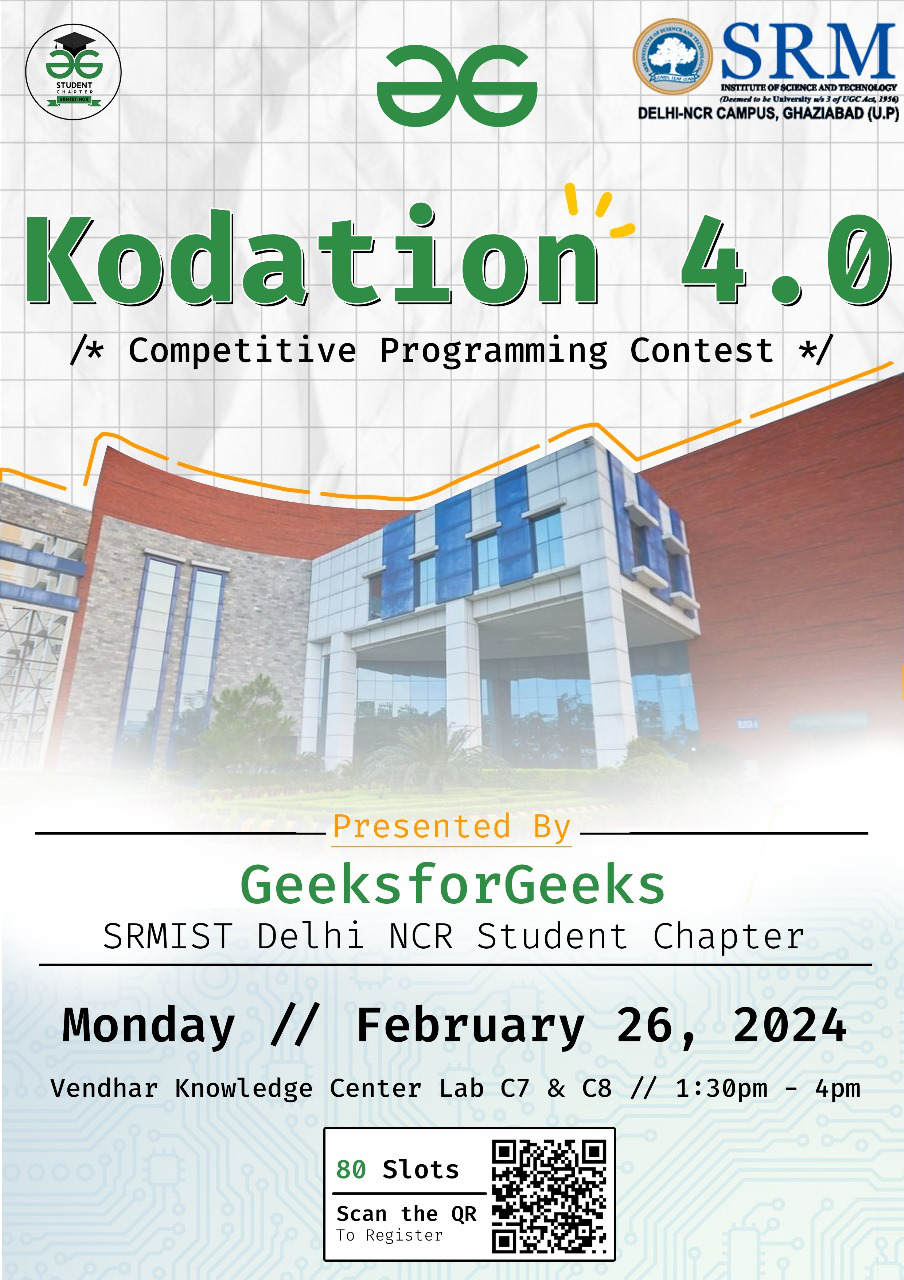 STUDENT
CHAPTER
SRMIST-NCR
SRM
INSTITUTE OF SCIENCE AND TECHNOLOGY
(Deemed to be University u/s 3 of UGC Act, 1956)
DELHI-NCR CAMPUS, GHAZIABAD (U.P)
Kodation 4.0
/* Competitive Programming Contest */
Presented By
GeeksforGeeks
SRMIST Delhi NCR Student Chapter
Monday // February 26, 2024
Vendhar Knowledge Center Lab C7 & C8 // 1:30pm - 4pm
80 Slots
Scan the QR
To Register